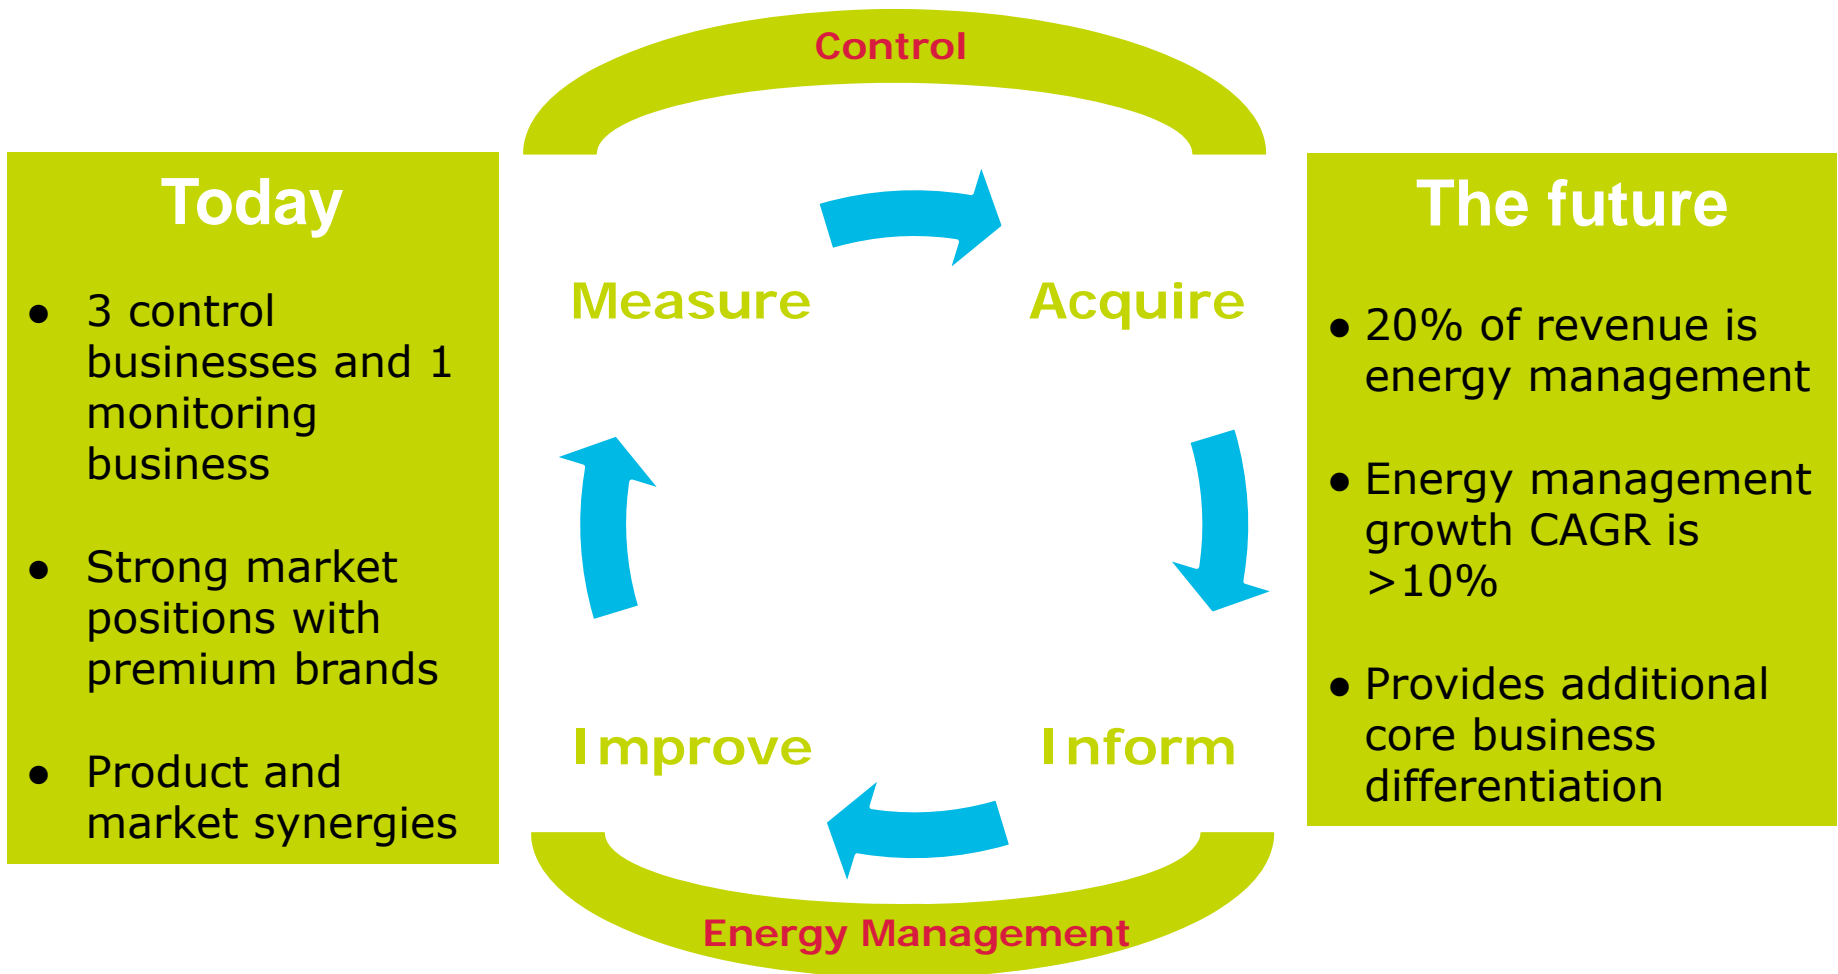 Control
Today
● 3 control
businesses and 1
monitoring
business
● Strong market
positions with
premium brands
● Product and
market synergies
Measure
Acquire
Improve
Inform
Energy Management
The future
● 20% of revenue is
energy management
● Energy management
growth CAGR is
>10%
● Provides additional
core business
differentiation